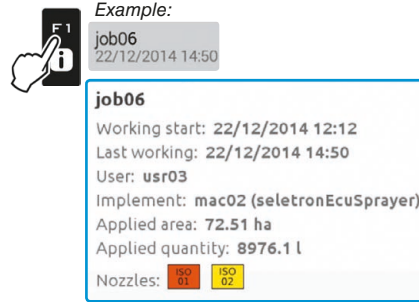 Example:
F1
i
job06
22/12/2014 14:50
job06
Working start: 22/12/2014 12:12
Last working: 22/12/2014 14:50
User: usr03
Implement: mac02 (seletronEcuSprayer)
Applied area: 72.51 ha
Applied quantity: 8976.1 l
Nozzles: ISO 01 ISO 02